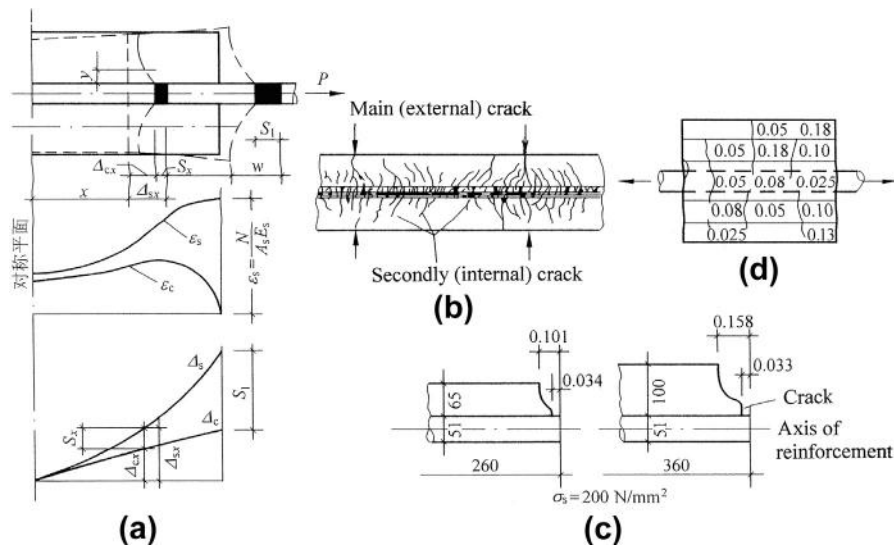 y
P
S₁
Δcx
Sx
w
x
Δsx
对称平面
εs
εc
εs = N / AsEs
Δs
Sx
S₁
Δc
Δcx
Δsx
(a)
Main (external) crack
Secondly (internal) crack
(b)
0.05 0.18
0.05 0.18 0.10
0.05 0.08 0.025
0.08 0.05 0.10
0.025 0.13
(d)
0.101
0.034
65
51
260
0.158
0.033
100
51
Crack
Axis of
reinforcement
360
σs=200 N/mm²
(c)